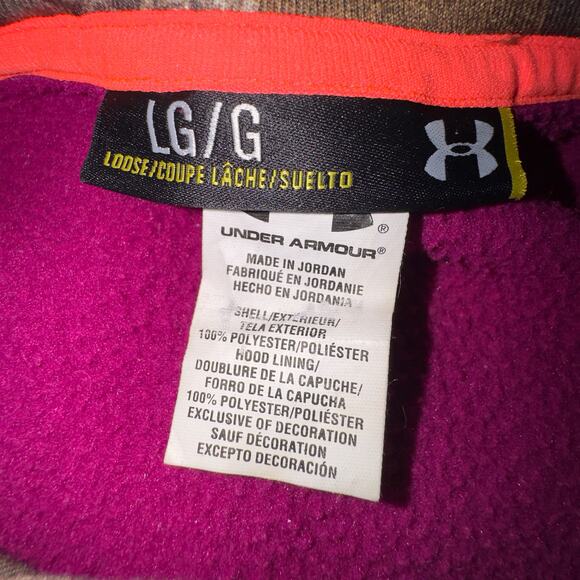 LG/G
LOOSE/COUPE LÂCHE/SUELTO
UNDER ARMOUR®
®
MADE IN JORDAN
FABRIQUÉ EN JORDANIE
HECHO EN JORDANIA
SHELL/EXTÉRIEUR/
TELA EXTERIOR
100% POLYESTER/POLIÉSTER
HOOD LINING/
DOUBLURE DE LA CAPUCHE/
FORRO DE LA CAPUCHA
100% POLYESTER/POLIÉSTER
EXCLUSIVE OF DECORATION
SAUF DÉCORATION
EXCEPTO DECORACIÓN